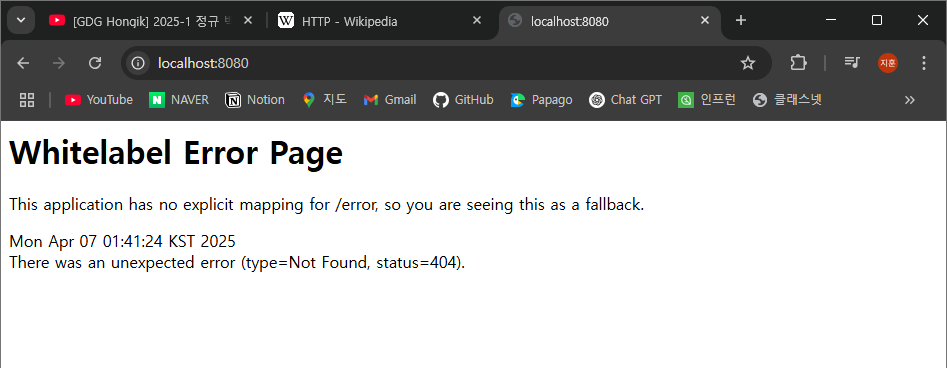 [GDG Hongik] 2025-1 정규
HTTP - Wikipedia
localhost:8080
localhost:8080
지훈
YouTube
NAVER
Notion
지도
Gmail
GitHub
Papago
Chat GPT
인프런
클래스넷
Whitelabel Error Page
This application has no explicit mapping for /error, so you are seeing this as a fallback.
Mon Apr 07 01:41:24 KST 2025
There was an unexpected error (type=Not Found, status=404).